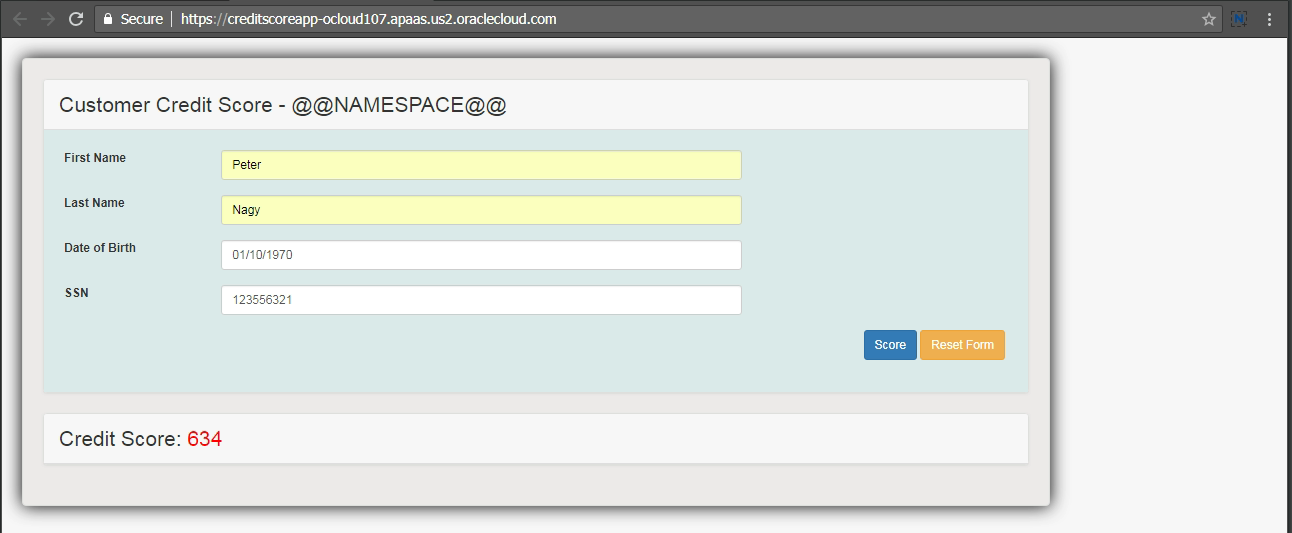 Secure | https://creditscoreapp-ocloud107.apaas.us2.oraclecloud.com
Customer Credit Score - @@NAMESPACE@@
First Name Peter
Last Name Nagy
Date of Birth 01/10/1970
SSN 123556321
Score Reset Form
Credit Score: 634